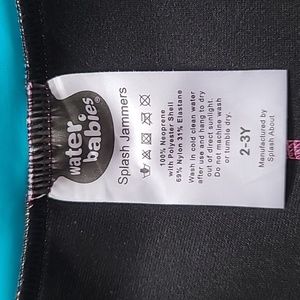 water
babies®
Splash Jammers
100% Neoprene
with Polyester Shell
69% Nylon 31% Elastane
Wash in cold clean water
after use and hang to dry
out of direct sunlight.
Do not machine wash
or tumble dry.
2-3Y
Manufactured by
Splash About